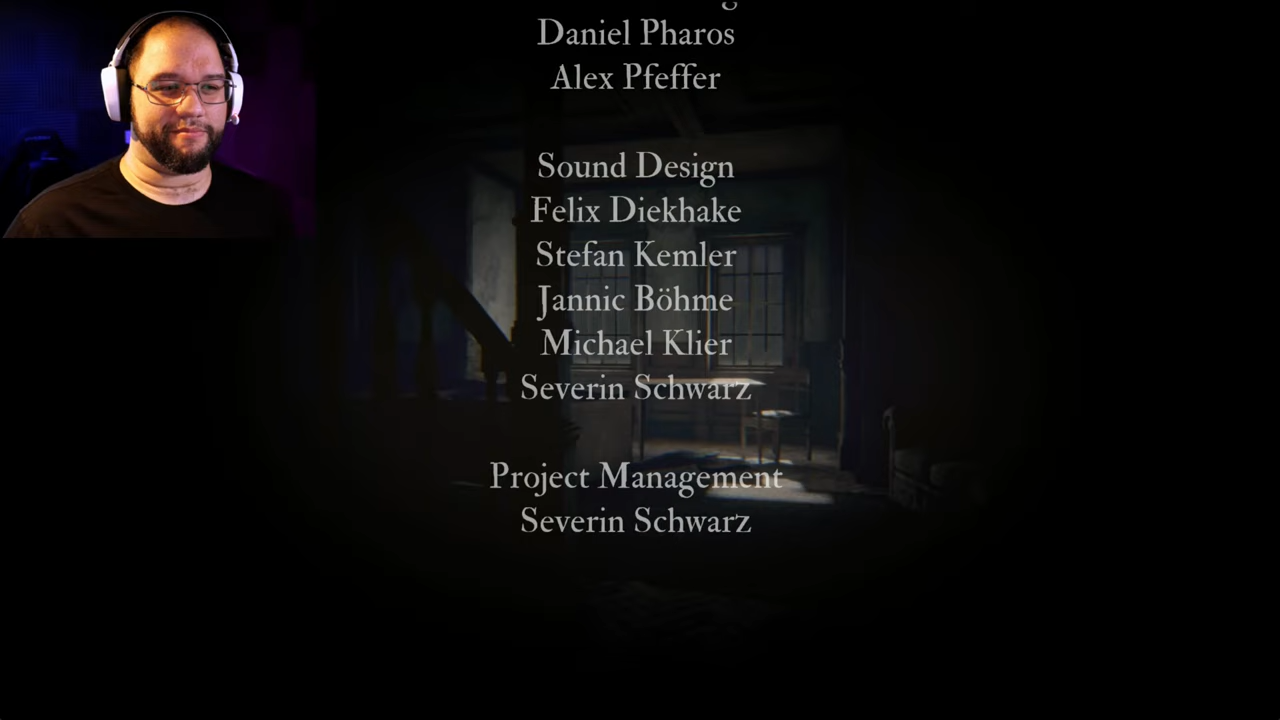 Daniel Pharos
Alex Pfeffer
Sound Design
Felix Diekhake
Stefan Kemler
Jannic Böhme
Michael Klier
Severin Schwarz
Project Management
Severin Schwarz